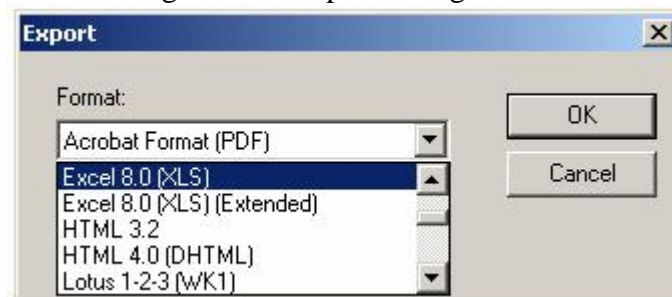 Export
Format:
Acrobat Format (PDF)
OK
Excel 8.0 (XLS)
Cancel
Excel 8.0 (XLS) (Extended)
HTML 3.2
HTML 4.0 (DHTML)
Lotus 1-2-3 (WK1)